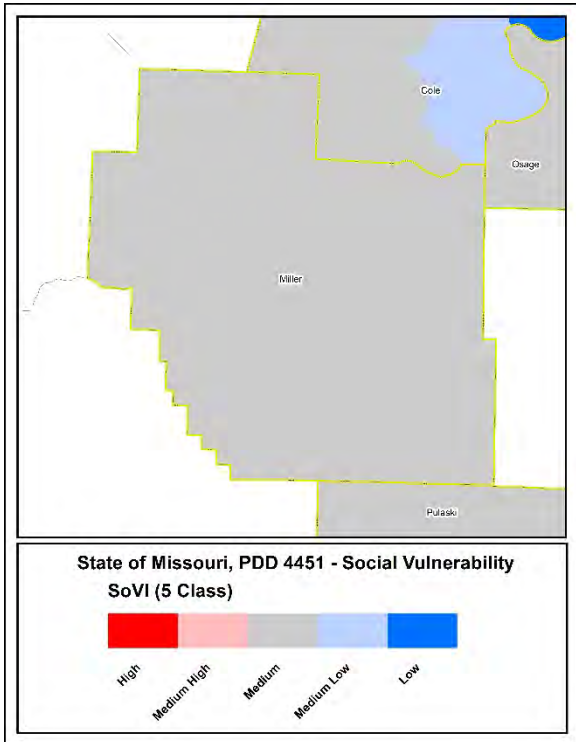 Cole
Osage
Miller
Pulaski
State of Missouri, PDD 4451 - Social Vulnerability
SoVI (5 Class)
High
Medium High
Medium
Medium Low
Low